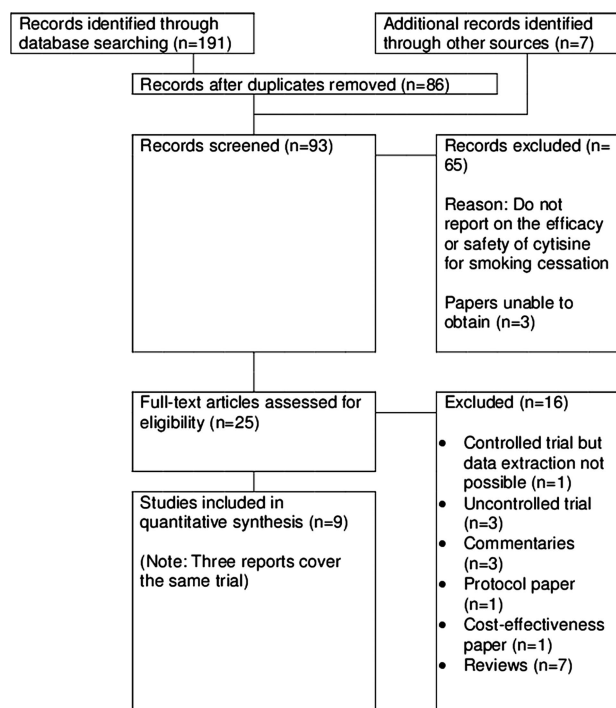 Records identified through
database searching (n=191)
Additional records identified
through other sources (n=7)
Records after duplicates removed (n=86)
Records screened (n=93)
Records excluded (n=
65)
Reason: Do not
report on the efficacy
or safety of cytisine
for smoking cessation
Papers unable to
obtain (n=3)
Full-text articles assessed for
eligibility (n=25)
Excluded (n=16)
• Controlled trial but
data extraction not
possible (n=1)
• Uncontrolled trial
(n=3)
• Commentaries
(n=3)
• Protocol paper
(n=1)
• Cost-effectiveness
paper (n=1)
• Reviews (n=7)
Studies included in
quantitative synthesis (n=9)
(Note: Three reports cover
the same trial)